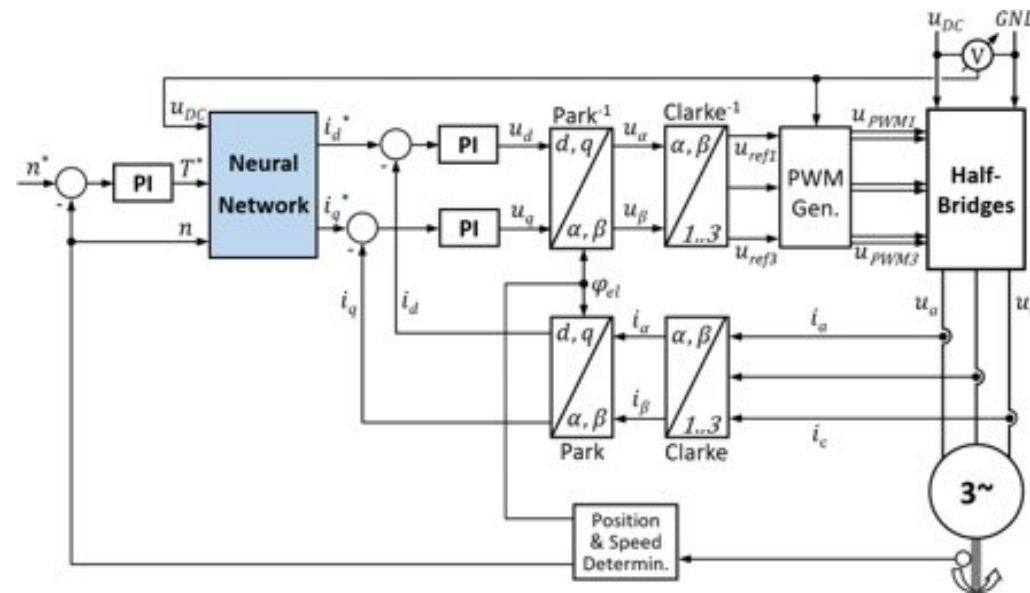 u_DC GND
V
u_DC
i_d* PI u_d Park⁻¹ u_α Clarke⁻¹ u_PWM1
d, q α, β u_ref1
n* PI T* Neural Network PWM Gen. Half-Bridges
i_q* PI u_q α, β u_β 1..3 u_ref3 u_PWM3
n
-
-
-
i_q i_d φ_el u_a
d, q i_α α, β i_a
α, β i_β 1..3 i_c
Park Clarke
3~
Position
& Speed
Determin.